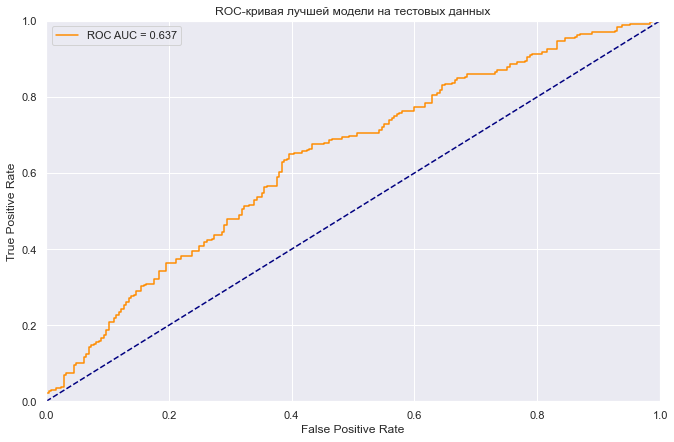 ROC-кривая лучшей модели на тестовых данных
ROC AUC = 0.637
1.0
0.8
0.6
0.4
0.2
0.0
True Positive Rate
0.0 0.2 0.4 0.6 0.8 1.0
False Positive Rate